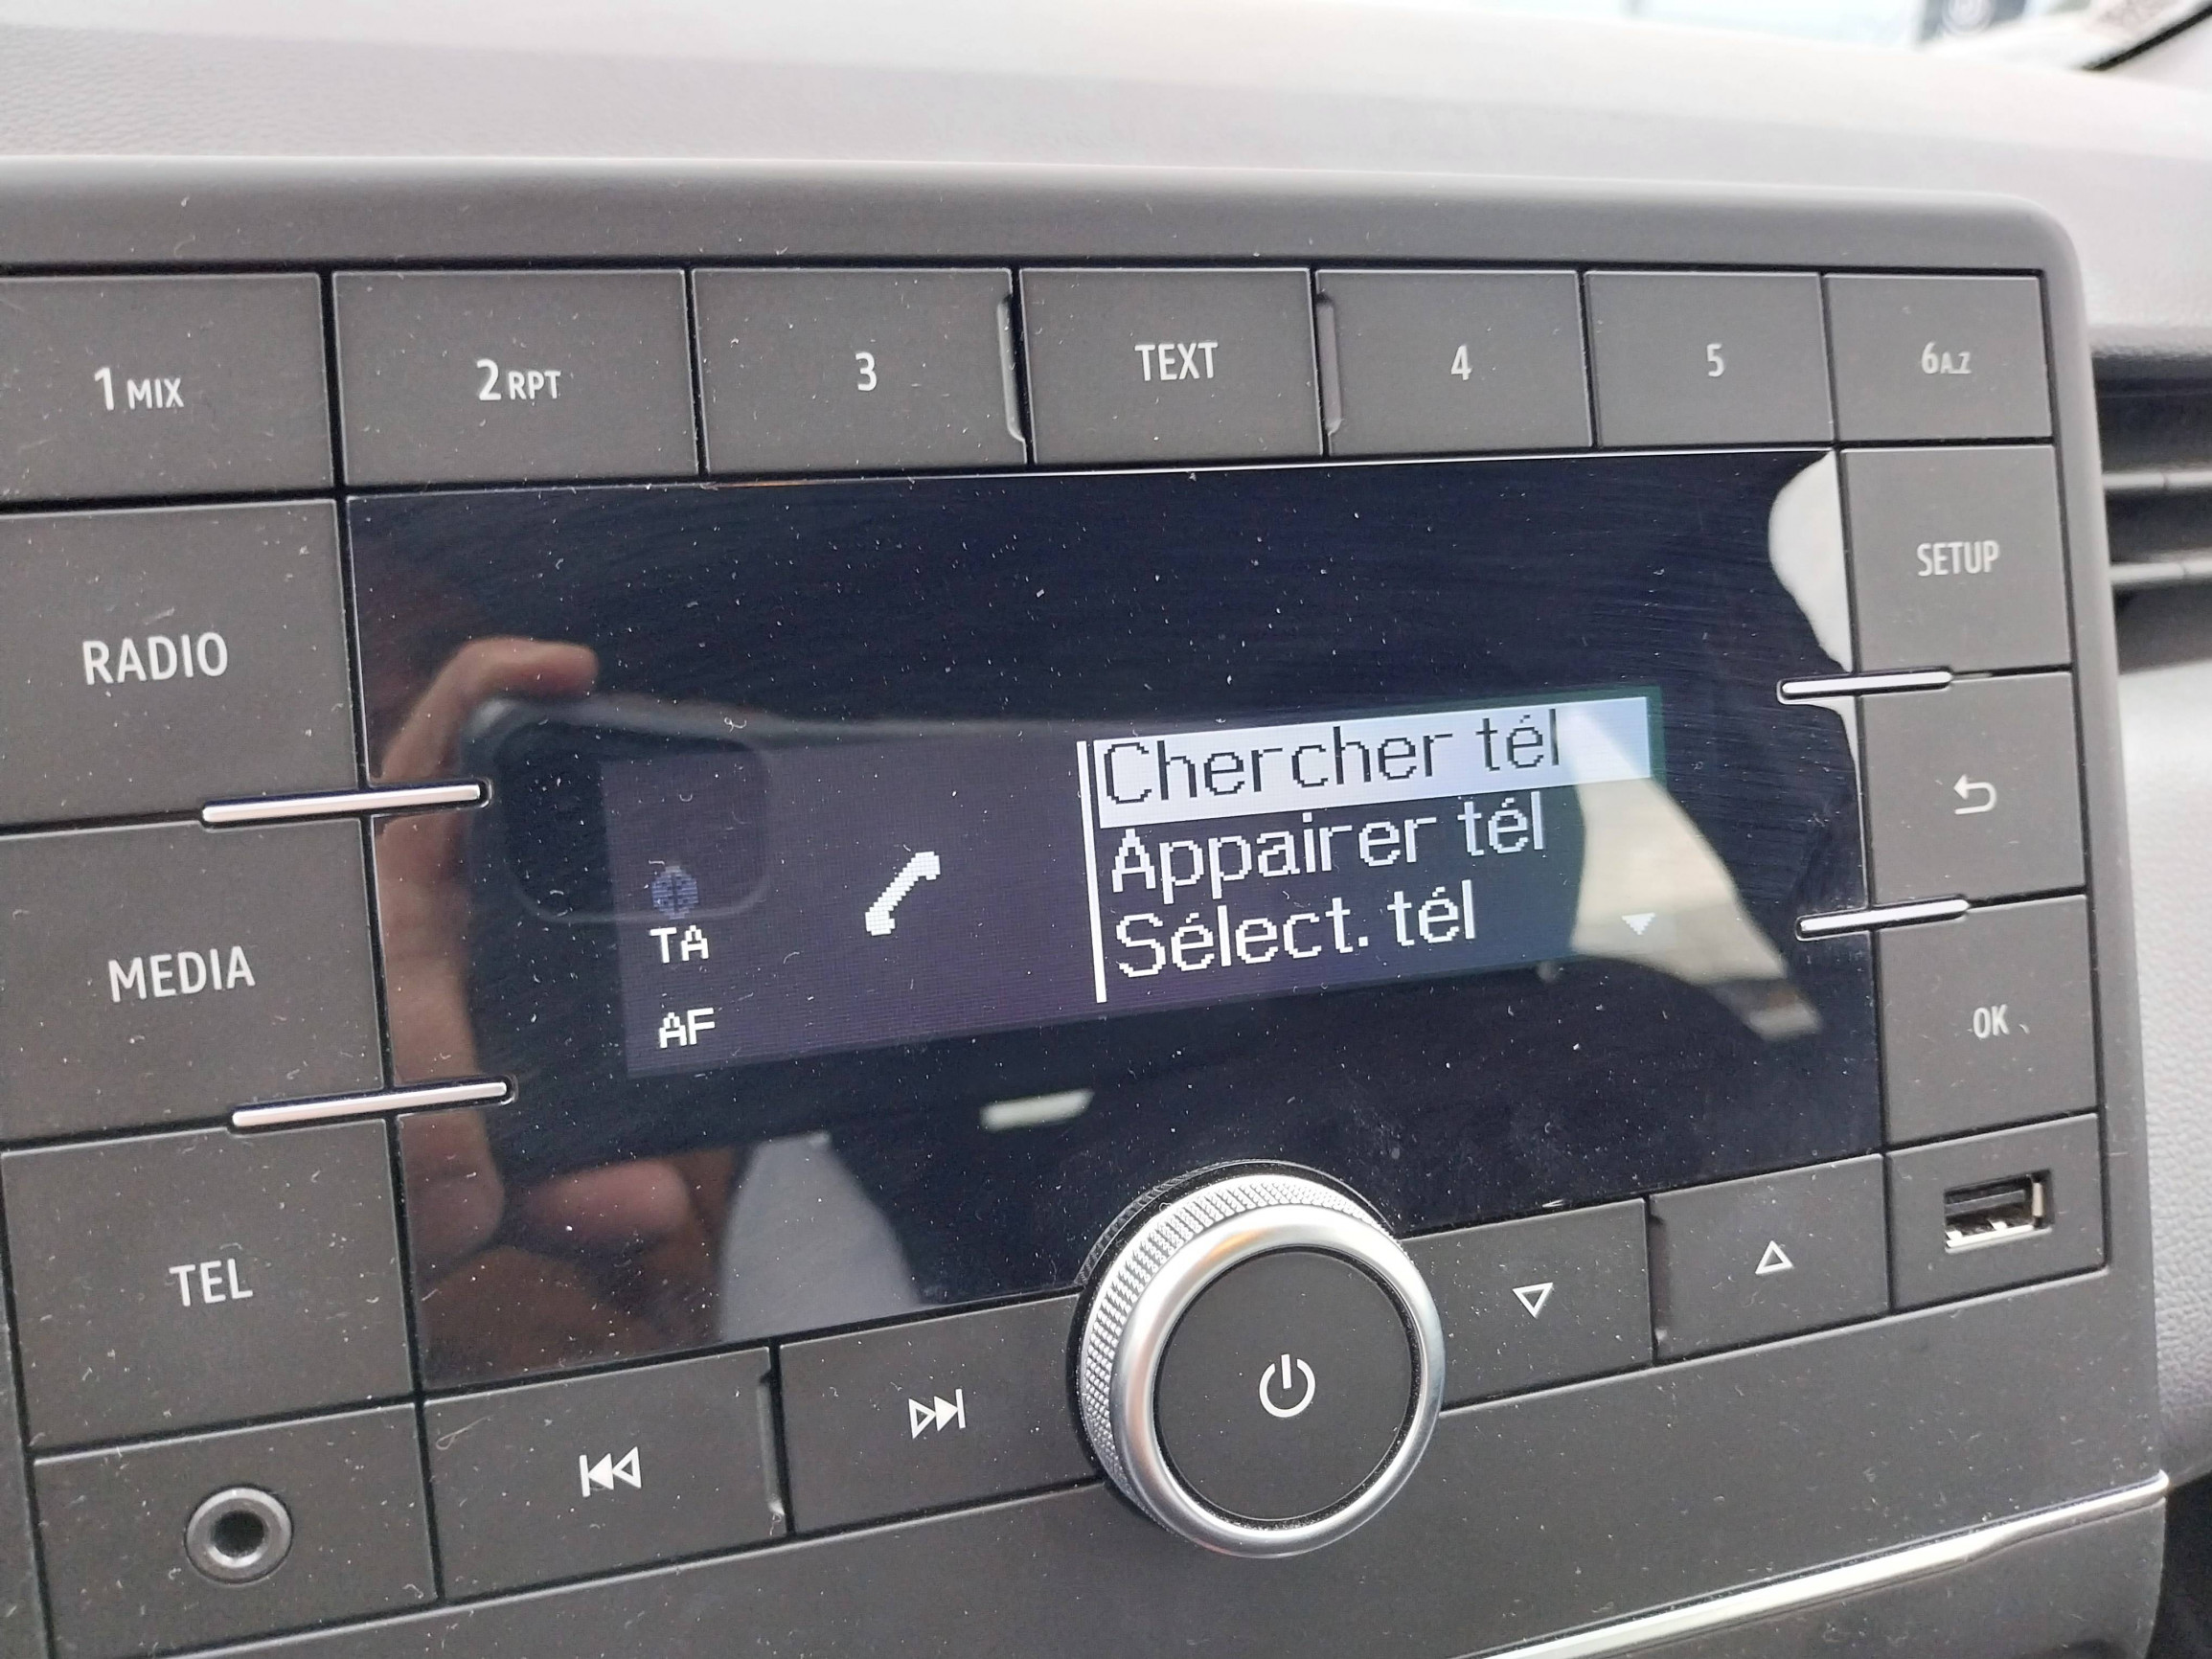 1 MIX
2 RPT
3
TEXT
4
5
6 A..Z
RADIO
SETUP
Chercher tél
Appairer tél
Sélect. tél
TA
AF
MEDIA
OK
TEL